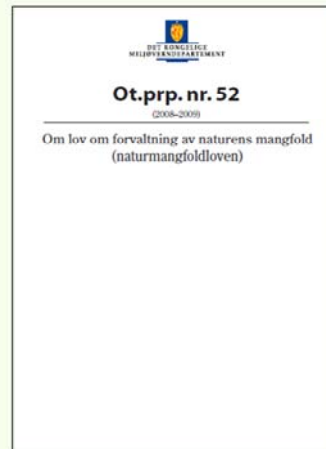 DET KONGELIGE
MILJØVERNDEPARTEMENT
Ot.prp. nr. 52
(2008–2009)
Om lov om forvaltning av naturens mangfold
(naturmangfoldloven)